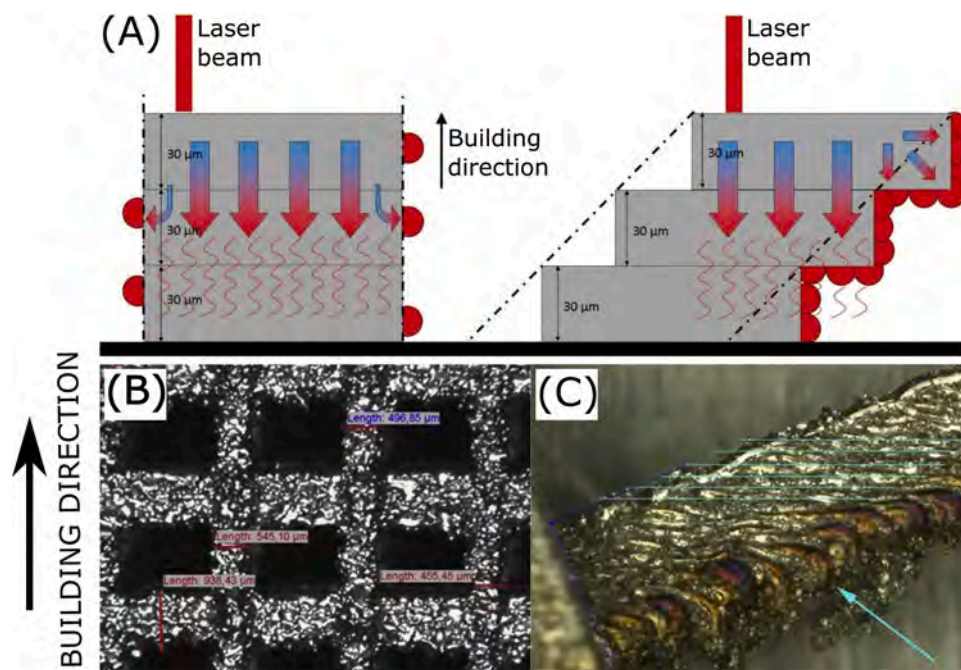 (A)
Laser
beam
30 µm
30 µm
30 µm
Building
direction
Laser
beam
30 µm
30 µm
30 µm
BUILDING DIRECTION
(B)
Length: 496,85 µm
Length: 545,10 µm
Length: 938,43 µm
Length: 455,45 µm
(C)